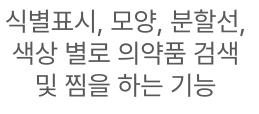 식별표시, 모양, 분할선,
색상 별로 의약품 검색
및 찜을 하는 기능